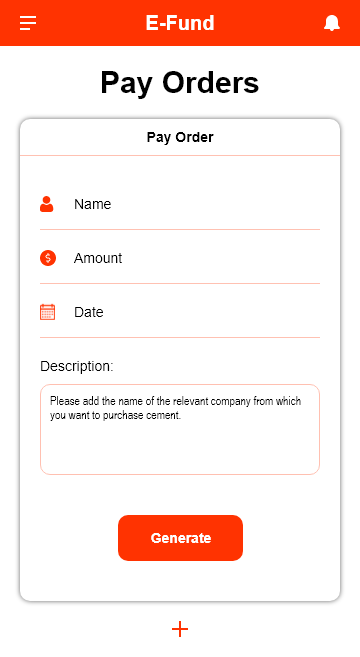 E-Fund
Pay Orders
Pay Order
Name
Amount
Date
Description:
Please add the name of the relevant company from which
you want to purchase cement.
Generate